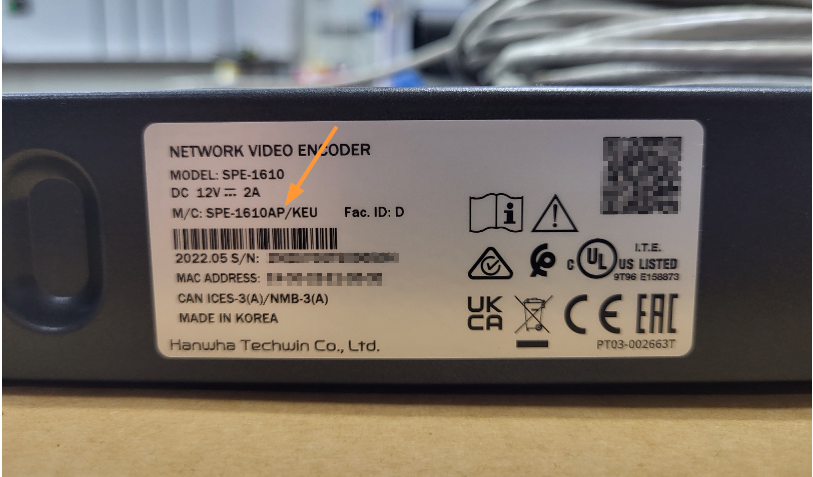 NETWORK VIDEO ENCODER
MODEL: SPE-1610
DC 12V ⎓ 2A
M/C: SPE-1610AP/KEU Fac. ID: D
2022.05 S/N:
MAC ADDRESS:
CAN ICES-3(A)/NMB-3(A)
MADE IN KOREA
Hanwha Techwin Co., Ltd.
I.T.E.
c UL US LISTED
9T96 E158873
UK
CA
CE
EAC
PT03-002663T